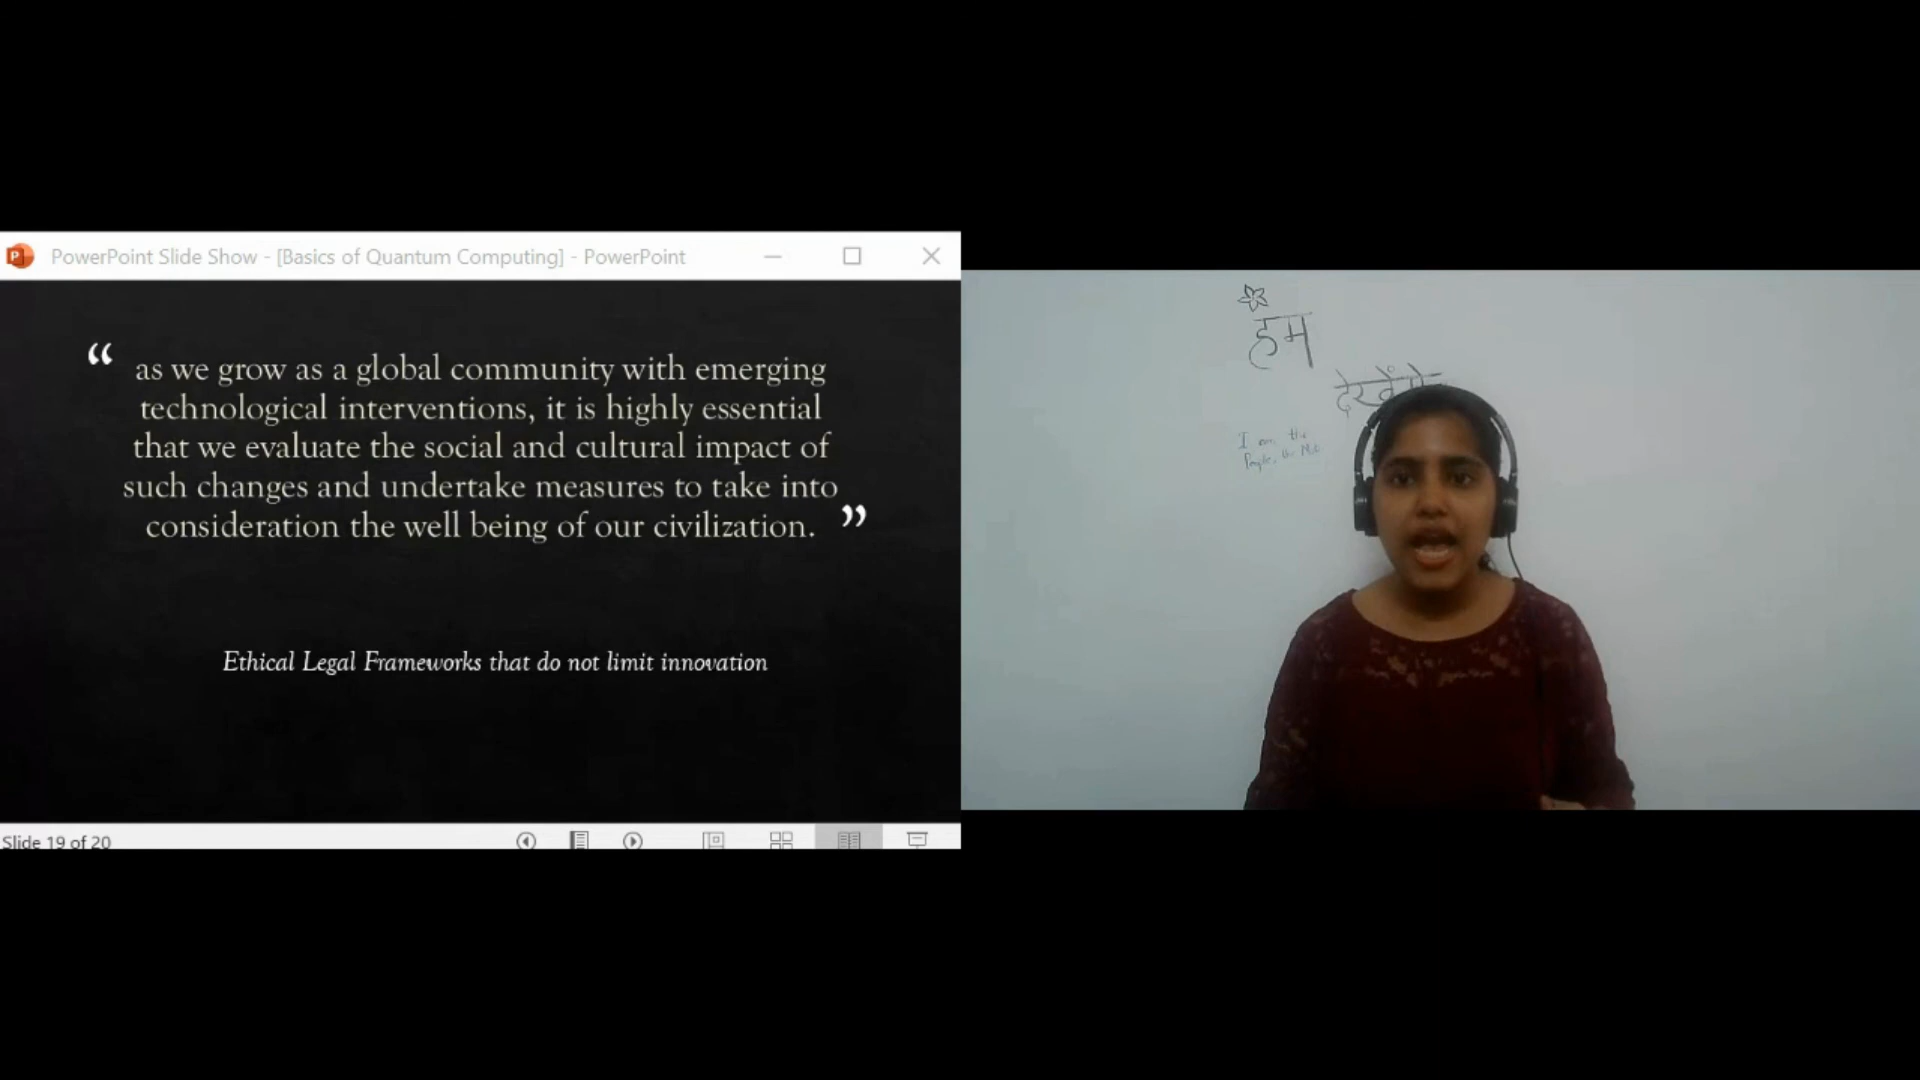 PowerPoint Slide Show - [Basics of Quantum Computing] - PowerPoint
“ as we grow as a global community with emerging
technological interventions, it is highly essential
that we evaluate the social and cultural impact of
such changes and undertake measures to take into
consideration the well being of our civilization. ”
Ethical Legal Frameworks that do not limit innovation
Slide 19 of 20
हम
देखेंगे
I am the
People, the Mob